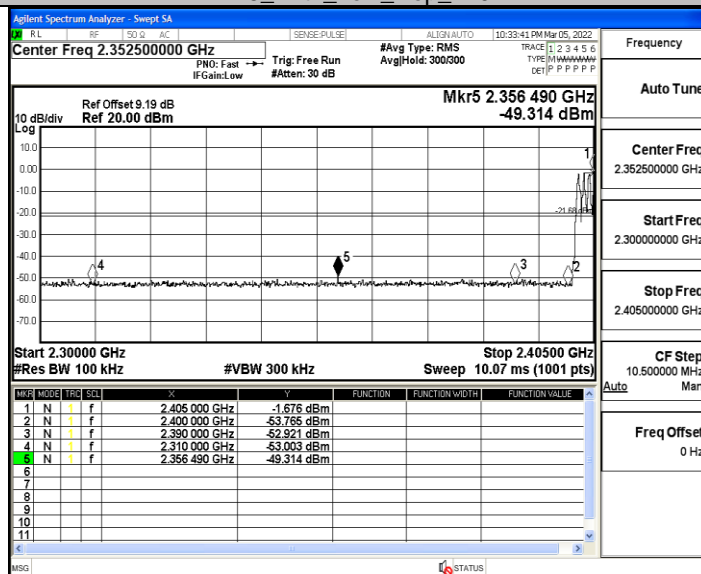 Agilent Spectrum Analyzer - Swept SA
RL RF 50 Ω AC SENSE:PULSE ALIGN AUTO 10:33:41 PM Mar 05, 2022
Center Freq 2.352500000 GHz
PNO: Fast
IFGain:Low
Trig: Free Run
#Atten: 30 dB
#Avg Type: RMS
Avg|Hold: 300/300
TRACE 1 2 3 4 5 6
TYPE M W W W W W
DET P P P P P P
Ref Offset 9.19 dB
10 dB/div Ref 20.00 dBm
Log
Mkr5 2.356 490 GHz
-49.314 dBm
10.0
0.00
-10.0
-20.0
-30.0
-40.0
-50.0
-60.0
-70.0
1
-21.68 dBm
4
5
3
2
Start 2.30000 GHz Stop 2.40500 GHz
#Res BW 100 kHz #VBW 300 kHz Sweep 10.07 ms (1001 pts)
MKR MODE TRC SCL X Y FUNCTION FUNCTION WIDTH FUNCTION VALUE
1 N 1 f 2.405 000 GHz -1.676 dBm
2 N 1 f 2.400 000 GHz -53.765 dBm
3 N 1 f 2.390 000 GHz -52.921 dBm
4 N 1 f 2.310 000 GHz -53.003 dBm
5 N 1 f 2.356 490 GHz -49.314 dBm
6
7
8
9
10
11
MSG STATUS
Frequency
Auto Tune
Center Freq
2.352500000 GHz
Start Freq
2.300000000 GHz
Stop Freq
2.405000000 GHz
CF Step
10.500000 MHz
Auto Man
Freq Offset
0 Hz